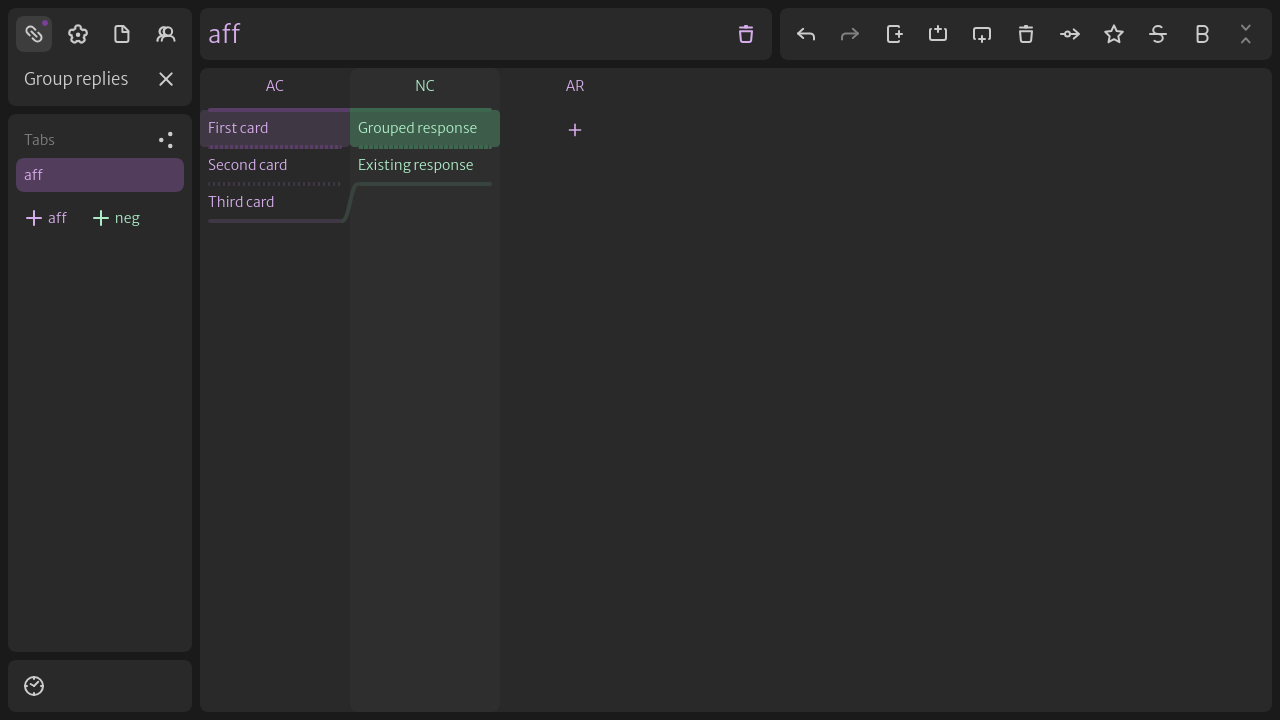 Group replies
Tabs
aff
aff
neg
aff
AC
NC
AR
First card
Grouped response
Second card
Existing response
Third card